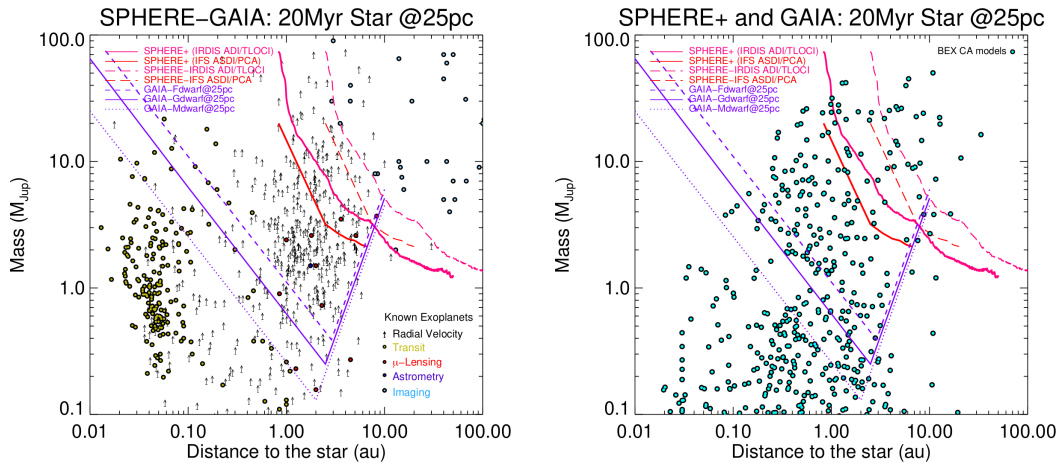 SPHERE−GAIA: 20Myr Star @25pc
100.0
10.0
1.0
0.1
Mass (MJup)
SPHERE+ (IRDIS ADI/TLOCI)
SPHERE+ (IFS ASDI/PCA)
SPHERE−IRDIS ADI/TLOCI
SPHERE−IFS ASDI/PCA
GAIA−Fdwarf@25pc
GAIA−Gdwarf@25pc
GAIA−Mdwarf@25pc
Known Exoplanets
Radial Velocity
Transit
μ−Lensing
Astrometry
Imaging
0.01 0.10 1.00 10.00 100.00
Distance to the star (au)
SPHERE+ and GAIA: 20Myr Star @25pc
100.0
10.0
1.0
0.1
Mass (MJup)
SPHERE+ (IRDIS ADI/TLOCI)
SPHERE+ (IFS ASDI/PCA)
SPHERE−IRDIS ADI/TLOCI
SPHERE−IFS ASDI/PCA
GAIA−Fdwarf@25pc
GAIA−Gdwarf@25pc
GAIA−Mdwarf@25pc
BEX CA models
0.01 0.10 1.00 10.00 100.00
Distance to the star (au)